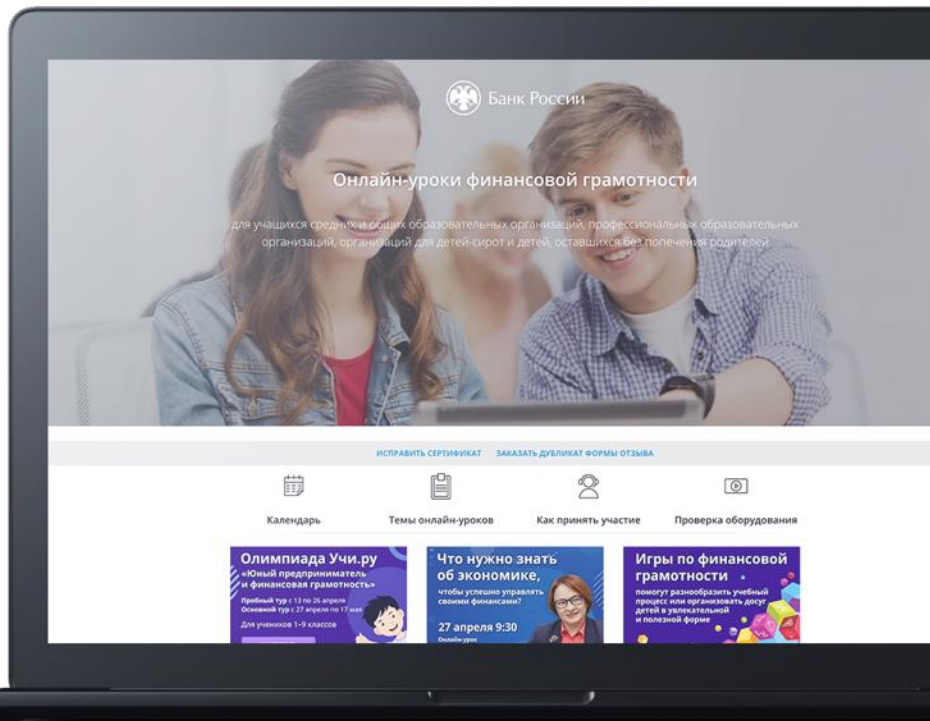 Банк России
Онлайн-уроки финансовой грамотности
для учащихся средних и общих образовательных организаций, профессиональных образовательных
организаций, организаций для детей-сирот и детей, оставшихся без попечения родителей
ИСПРАВИТЬ СЕРТИФИКАТ ЗАКАЗАТЬ ДУБЛИКАТ ФОРМЫ ОТЗЫВА
Календарь Темы онлайн-уроков Как принять участие Проверка оборудования
Олимпиада Учи.ру
«Юный предприниматель
и финансовая грамотность»
Пробный тур с 13 по 26 апреля
Основной тур с 27 апреля по 17 мая
Для учеников 1–9 классов
Что нужно знать
об экономике,
чтобы успешно управлять
своими финансами?
27 апреля 9:30
Онлайн-урок
Игры по финансовой
грамотности
помогут разнообразить учебный
процесс или организовать досуг
детей в увлекательной
и полезной форме